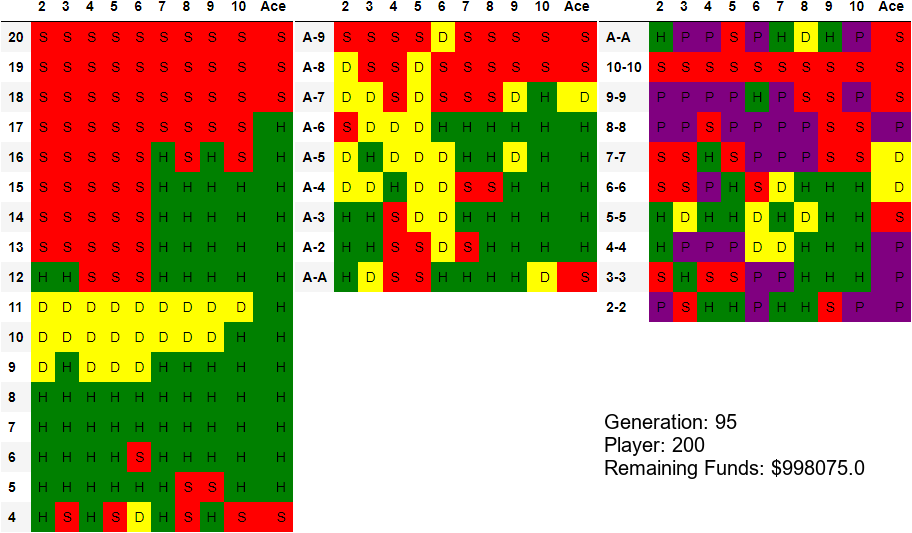 2 3 4 5 6 7 8 9 10 Ace
20 S S S S S S S S S S
19 S S S S S S S S S S
18 S S S S S S S S S S
17 S S S S S S S S S H
16 S S S S S H S H S H
15 S S S S S H H H H H
14 S S S S S H H H H H
13 S S S S S H H H H H
12 H H S S S H H H H H
11 D D D D D D D D D H
10 D D D D D D D D H H
9 D H D D D H H H H H
8 H H H H H H H H H H
7 H H H H H H H H H H
6 H H H H S H H H H H
5 H H H H H H S S H H
4 H S H S D H S H S S
2 3 4 5 6 7 8 9 10 Ace
A-9 S S S S D S S S S S
A-8 D S S D S S S S S S
A-7 D D S D S S S D H D
A-6 S D D D H H H H H H
A-5 D H D D D H H D H H
A-4 D D H D D S S H H H
A-3 H H S D D H H H H H
A-2 H H S S D S H H H H
A-A H D S S H H H H D S
2 3 4 5 6 7 8 9 10 Ace
A-A H P P S P H D H P S
10-10 S S S S S S S S S S
9-9 P P P P H P S S P S
8-8 P P S P P P P S S P
7-7 S S H S P P P S S D
6-6 S S P H S D H H H D
5-5 H D H H D H D H H S
4-4 H P P P D D H H H P
3-3 S H S S P P H H H P
2-2 P S H H P H H S P P
Generation: 95
Player: 200
Remaining Funds: $998075.0